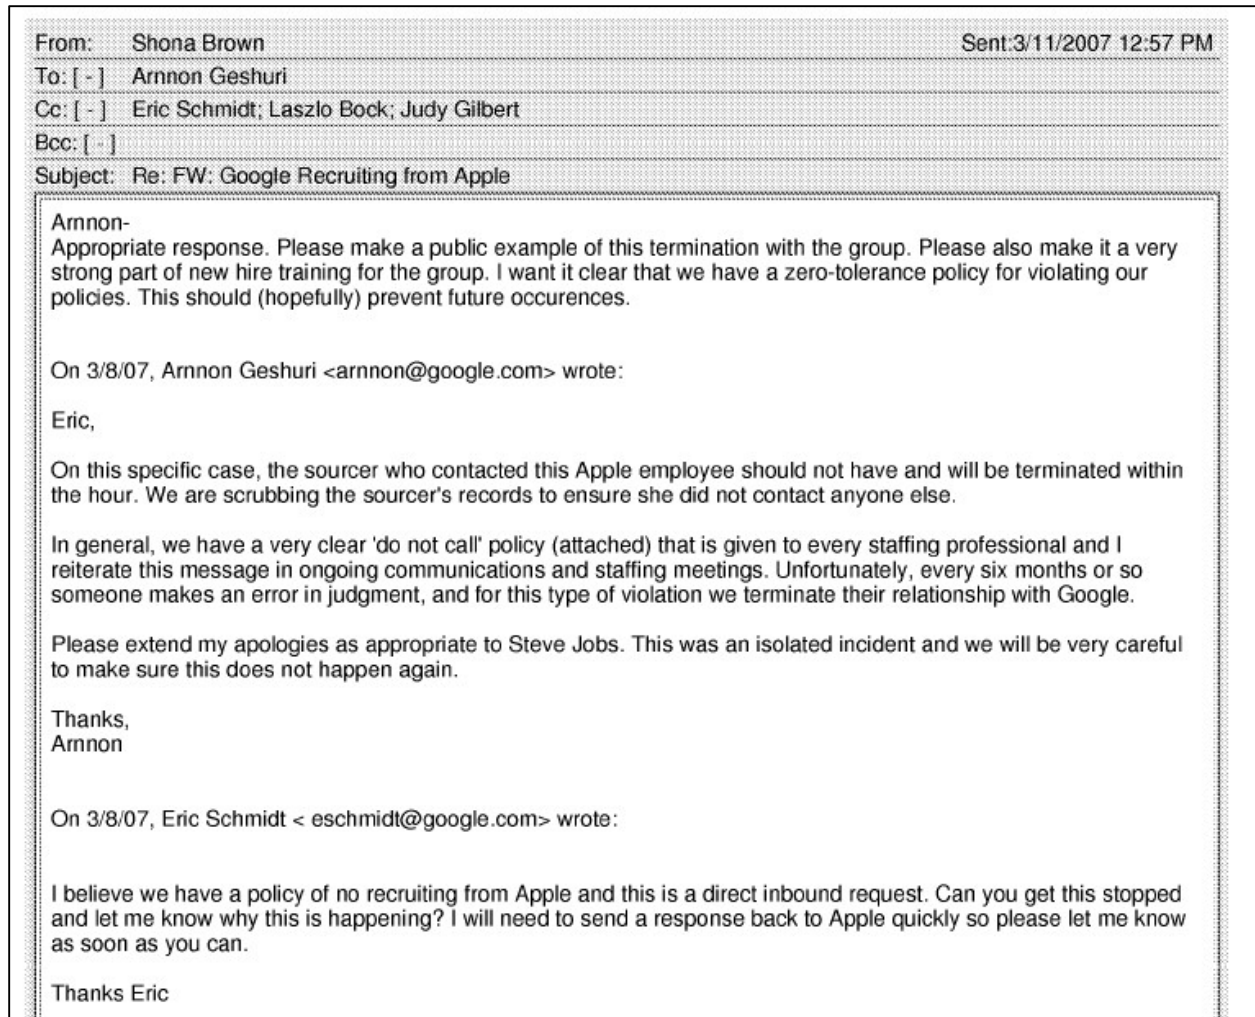 From: Shona Brown Sent:3/11/2007 12:57 PM
To: [ - ] Arnnon Geshuri
Cc: [ - ] Eric Schmidt; Laszlo Bock; Judy Gilbert
Bcc: [ - ]
Subject: Re: FW: Google Recruiting from Apple
Arnnon-
Appropriate response. Please make a public example of this termination with the group. Please also make it a very
strong part of new hire training for the group. I want it clear that we have a zero-tolerance policy for violating our
policies. This should (hopefully) prevent future occurences.
On 3/8/07, Arnnon Geshuri <arnnon@google.com> wrote:
Eric,
On this specific case, the sourcer who contacted this Apple employee should not have and will be terminated within
the hour. We are scrubbing the sourcer's records to ensure she did not contact anyone else.
In general, we have a very clear 'do not call' policy (attached) that is given to every staffing professional and I
reiterate this message in ongoing communications and staffing meetings. Unfortunately, every six months or so
someone makes an error in judgment, and for this type of violation we terminate their relationship with Google.
Please extend my apologies as appropriate to Steve Jobs. This was an isolated incident and we will be very careful
to make sure this does not happen again.
Thanks,
Arnnon
On 3/8/07, Eric Schmidt < eschmidt@google.com> wrote:
I believe we have a policy of no recruiting from Apple and this is a direct inbound request. Can you get this stopped
and let me know why this is happening? I will need to send a response back to Apple quickly so please let me know
as soon as you can.
Thanks Eric